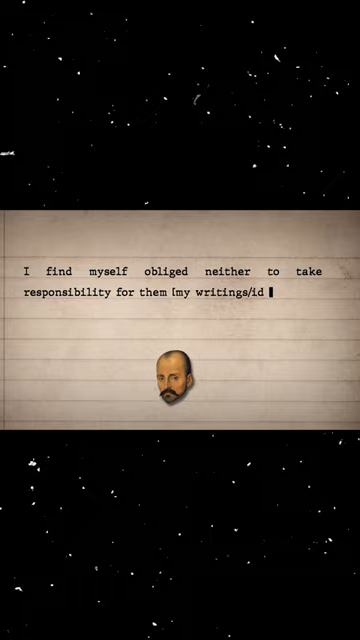 I find myself obliged neither to take
responsibility for them (my writings/id